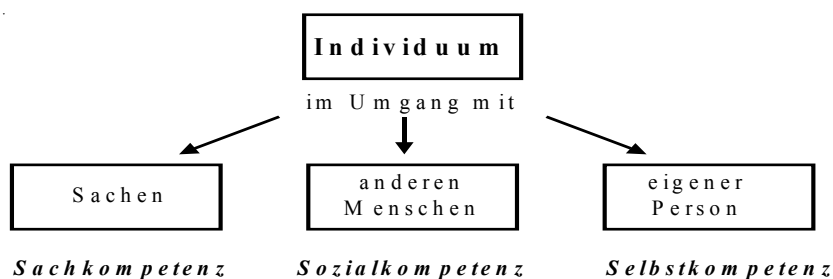 Individuum
im Umgang mit
Sachen
anderen
Menschen
eigener
Person
Sachkompetenz Sozialkompetenz Selbstkompetenz